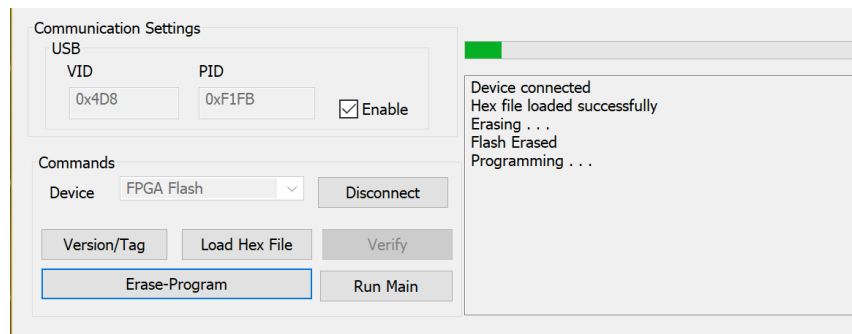 Communication Settings
USB
VID PID
0x4D8 0xF1FB Enable
Commands
Device FPGA Flash Disconnect
Version/Tag Load Hex File Verify
Erase-Program Run Main
Device connected
Hex file loaded successfully
Erasing . . .
Flash Erased
Programming . . .